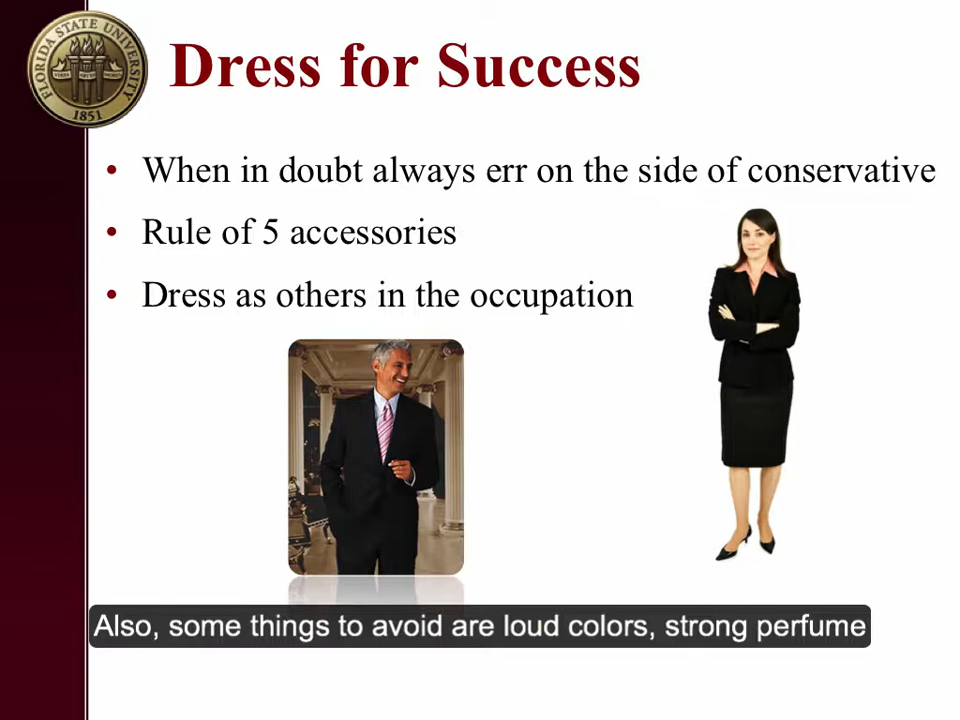 FLORIDA STATE UNIVERSITY
1851
Dress for Success
• When in doubt always err on the side of conservative
• Rule of 5 accessories
• Dress as others in the occupation
Also, some things to avoid are loud colors, strong perfume